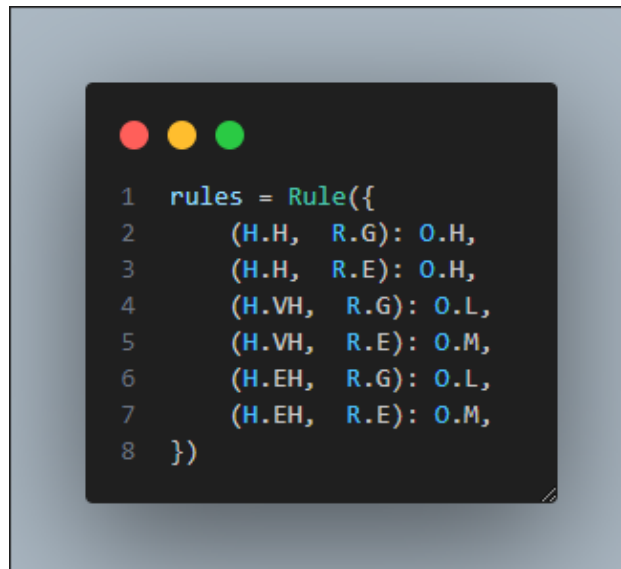 1 rules = Rule({
2     (H.H,  R.G): O.H,
3     (H.H,  R.E): O.H,
4     (H.VH,  R.G): O.L,
5     (H.VH,  R.E): O.M,
6     (H.EH,  R.G): O.L,
7     (H.EH,  R.E): O.M,
8 })